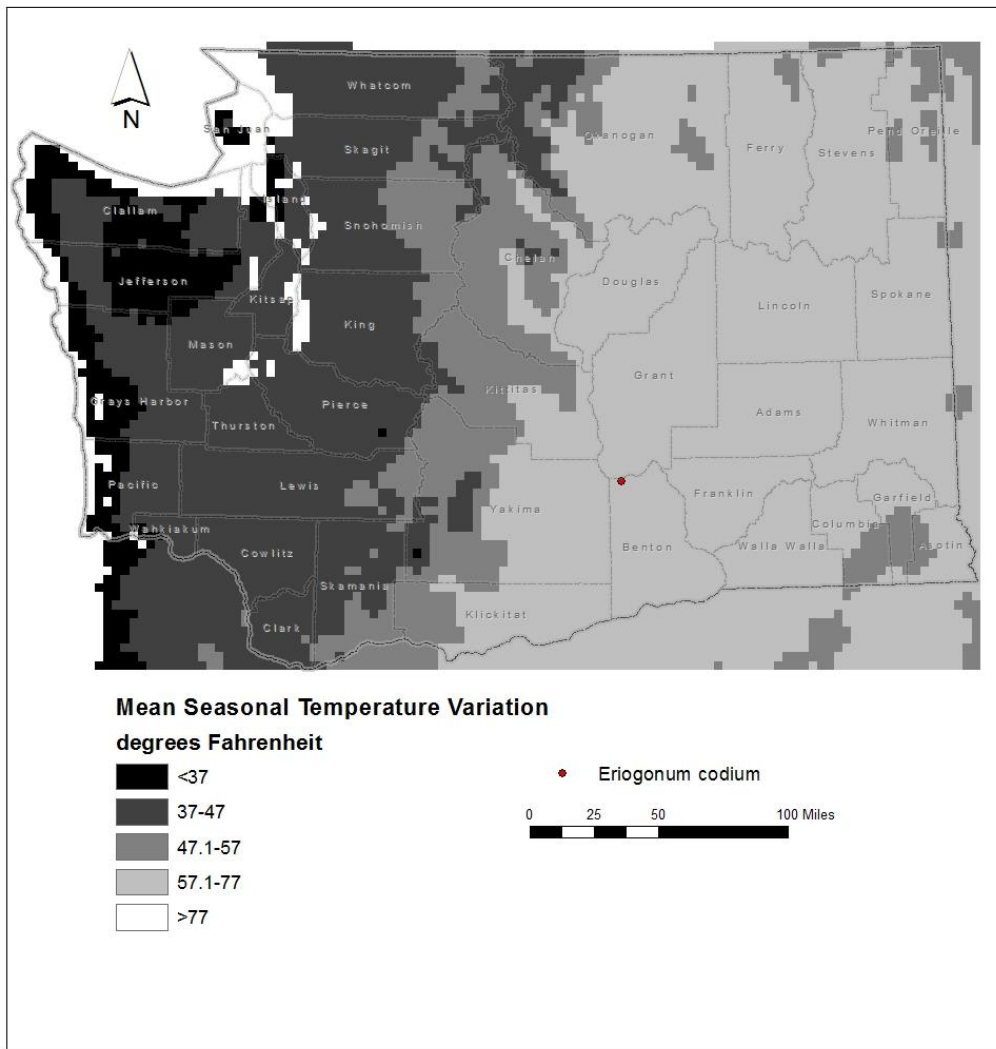 N
Whatcom
San Juan
Okanogan
Pend Oreille
Skagit
Ferry
Stevens
Island
Clallam
Snohomish
Chelan
Jefferson
Douglas
Kitsap
Lincoln
Spokane
King
Mason
Grant
Kittitas
Grays Harbor
Pierce
Adams
Thurston
Whitman
Pacific
Lewis
Franklin
Garfield
Yakima
Wahkiakum
Columbia
Cowlitz
Benton
Walla Walla
Asotin
Skamania
Klickitat
Clark
Mean Seasonal Temperature Variation
degrees Fahrenheit
<37
37-47
47.1-57
57.1-77
>77
Eriogonum codium
0 25 50 100 Miles